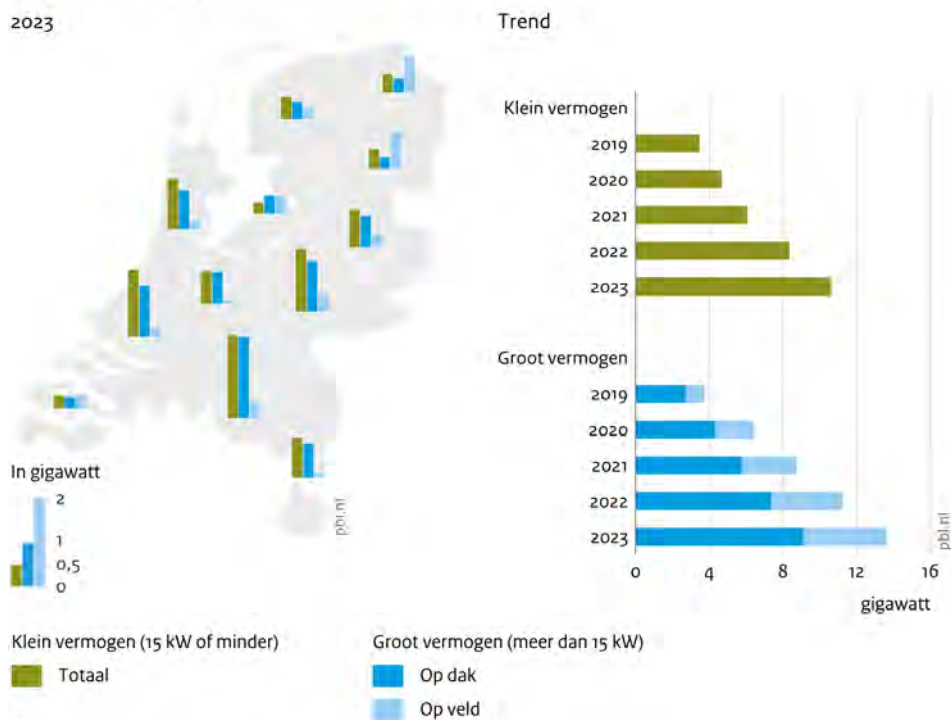 2023
pbl.nl
In gigawatt
2
1
0,5
0
Trend
Klein vermogen
2019
2020
2021
2022
2023
Groot vermogen
2019
2020
2021
2022
2023
0 4 8 12 16
gigawatt
pbl.nl
Klein vermogen (15 kW of minder)
Totaal
Groot vermogen (meer dan 15 kW)
Op dak
Op veld